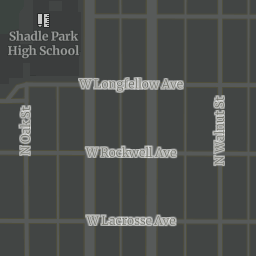 Shadle Park
High School
W Longfellow Ave
N Oak St
N Walnut St
W Rockwell Ave
W Lacrosse Ave